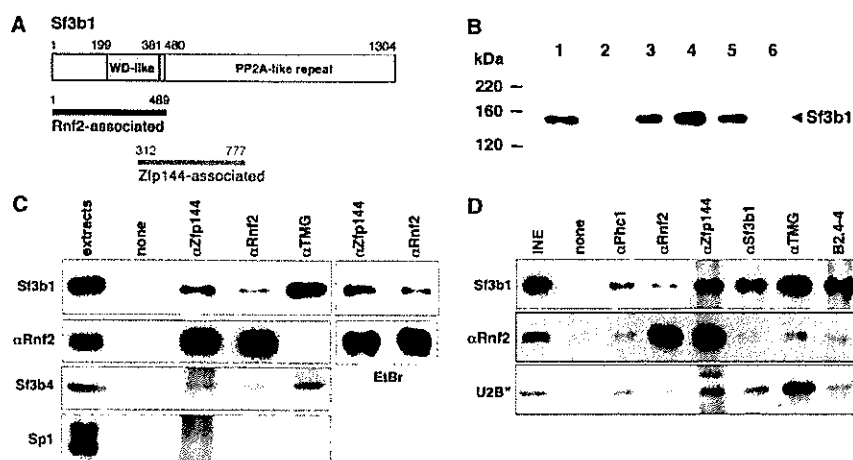 A
Sf3b1
1 199 381 480 1304
WD-like PP2A-like repeat
1 489
Rnf2-associated
312 777
Zfp144-associated
B
kDa 1 2 3 4 5 6
220 –
160 –
120 –
◄ Sf3b1
C
extracts none αZfp144 αRnf2 αTMG αZfp144 αRnf2
Sf3b1
αRnf2
EtBr
Sf3b4
Sp1
D
INE none αPhc1 αRnf2 αZfp144 αSf3b1 αTMG B2.4-4
Sf3b1
αRnf2
U2B"